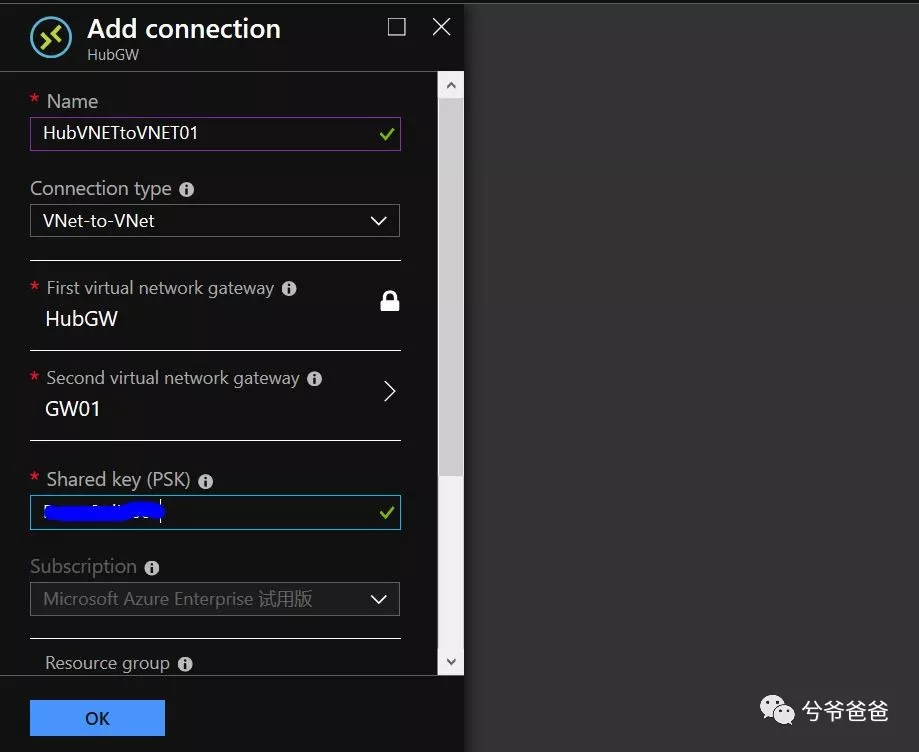 Add connection
HubGW
* Name
HubVNETtoVNET01
Connection type
VNet-to-VNet
* First virtual network gateway
HubGW
* Second virtual network gateway
GW01
* Shared key (PSK)
Subscription
Microsoft Azure Enterprise 试用版
Resource group
OK
兮爷爸爸